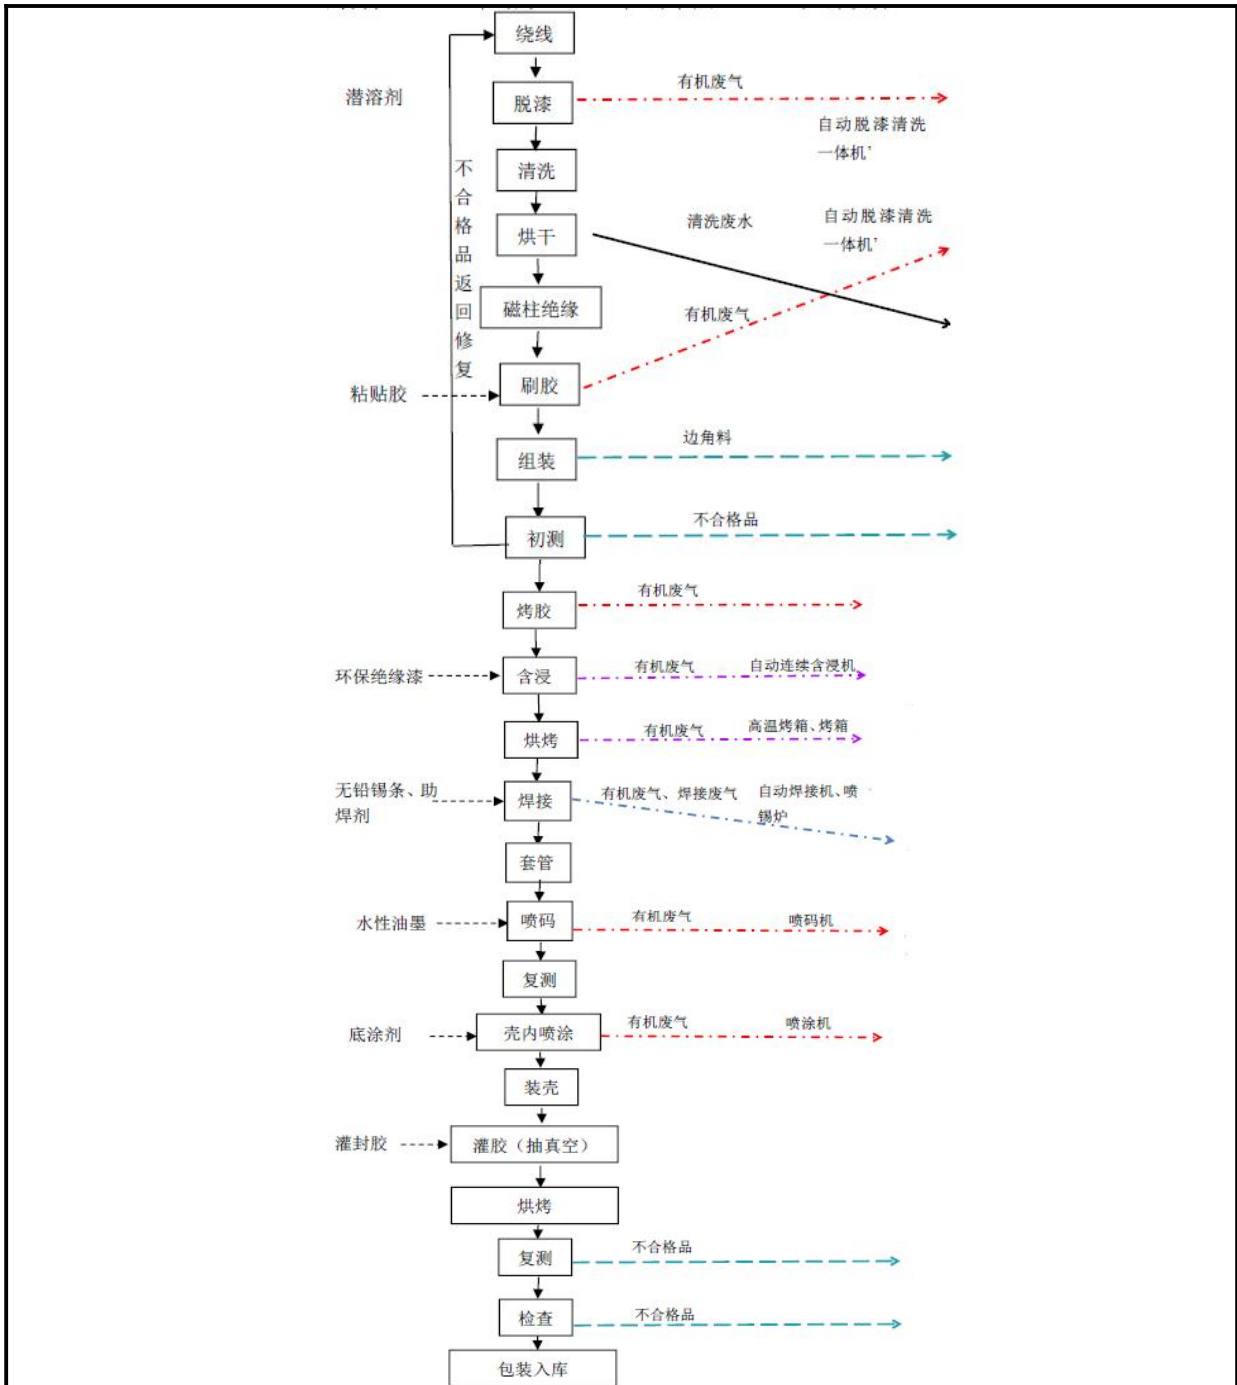 绕线
有机废气
潜溶剂
脱漆
自动脱漆清洗
一体机’
清洗
不合格品返回修复
自动脱漆清洗
一体机’
清洗废水
烘干
磁柱绝缘
有机废气
刷胶
粘贴胶
边角料
组装
不合格品
初测
有机废气
烤胶
有机废气
自动连续含浸机
环保绝缘漆
含浸
有机废气
高温烤箱、烤箱
烘烤
无铅锡条、助
焊剂
焊接
有机废气、焊接废气
自动焊接机、喷
锡炉
套管
水性油墨
喷码
有机废气
喷码机
复测
底涂剂
壳内喷涂
有机废气
喷涂机
装壳
灌封胶
灌胶（抽真空）
烘烤
复测
不合格品
检查
不合格品
包装入库